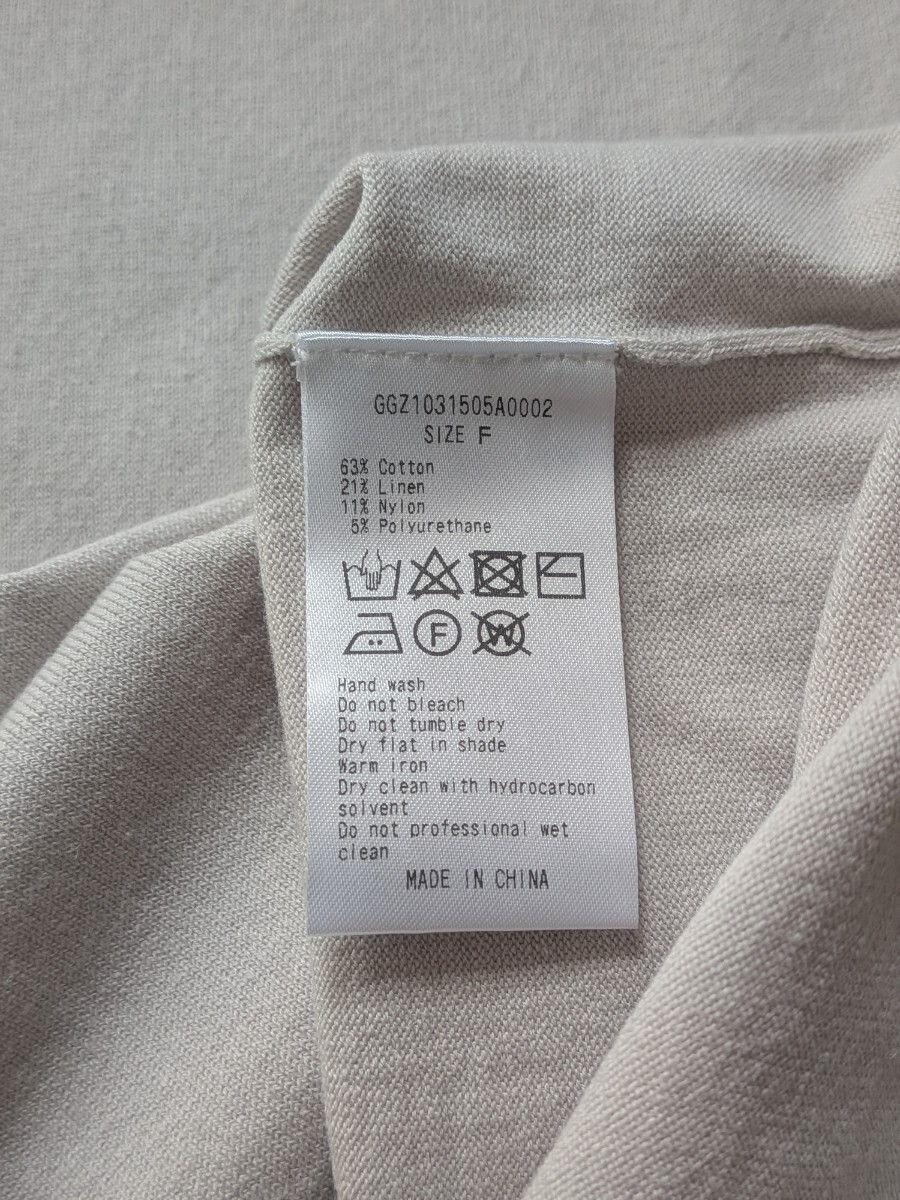 GGZ1031505A0002
SIZE F
63% Cotton
21% Linen
11% Nylon
5% Polyurethane
F
W
Hand wash
Do not bleach
Do not tumble dry
Dry flat in shade
Warm iron
Dry clean with hydrocarbon
solvent
Do not professional wet
clean
MADE IN CHINA